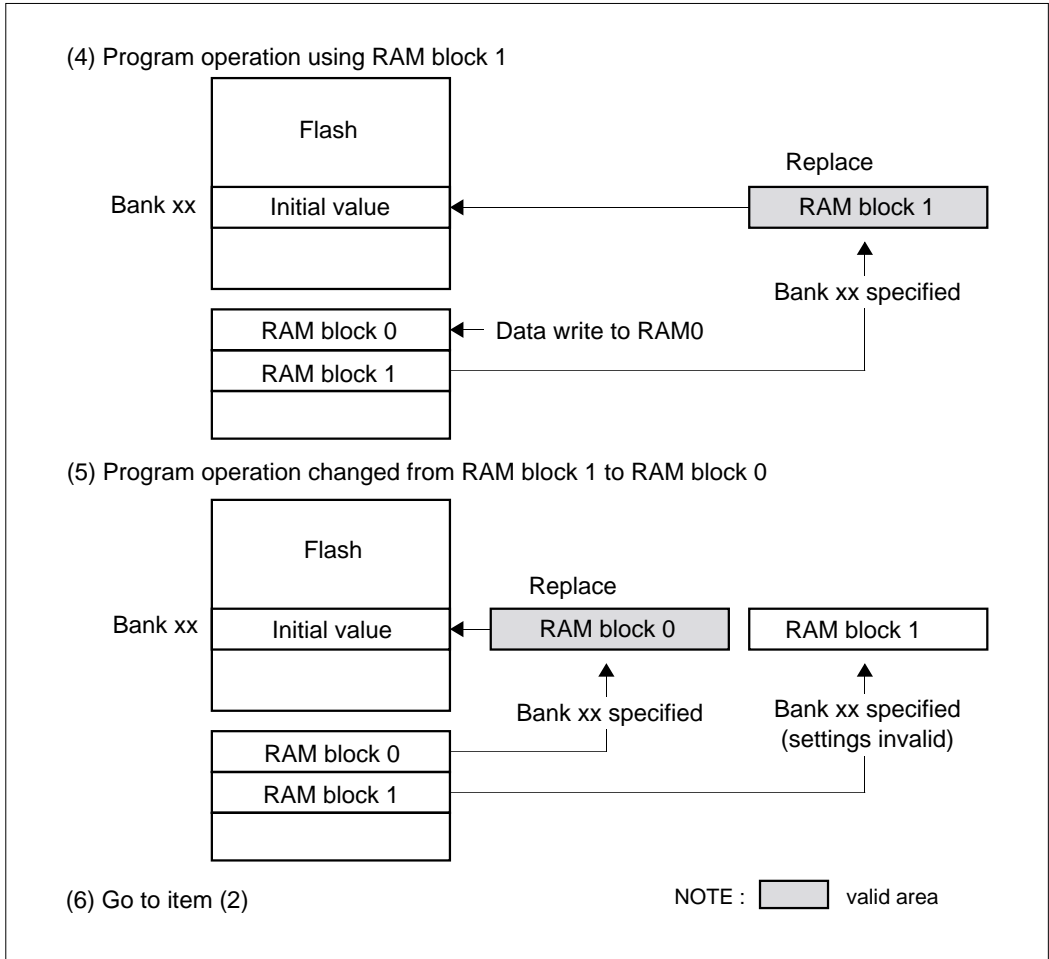 (4) Program operation using RAM block 1
Flash
Replace
Bank xx
Initial value
RAM block 1
Bank xx specified
RAM block 0
Data write to RAM0
RAM block 1
(5) Program operation changed from RAM block 1 to RAM block 0
Flash
Replace
Bank xx
Initial value
RAM block 0
RAM block 1
Bank xx specified
Bank xx specified
(settings invalid)
RAM block 0
RAM block 1
(6) Go to item (2)
NOTE : valid area